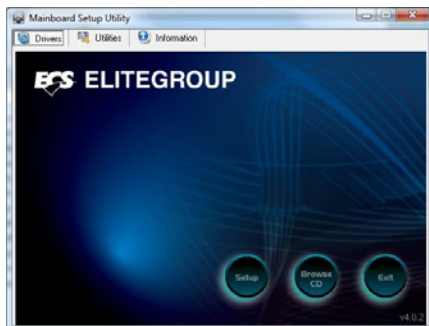 Mainboard Setup Utility
Drivers Utilities Information
ECS ELITEGROUP
Setup Browse CD Exit
v4.0.2